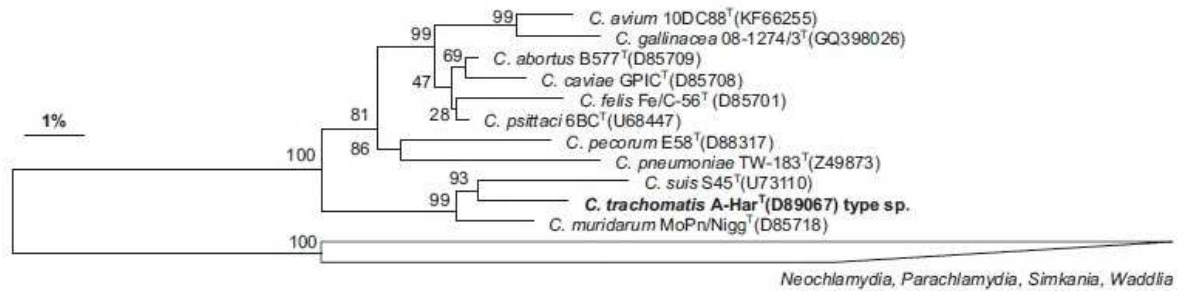 99 C. avium 10DC88ᵀ(KF66255)
99 C. gallinacea 08-1274/3ᵀ(GQ398026)
69 C. abortus B577ᵀ(D85709)
47 C. caviae GPICᵀ(D85708)
C. felis Fe/C-56ᵀ (D85701)
1% 81 28 C. psittaci 6BCᵀ(U68447)
86 C. pecorum E58ᵀ(D88317)
100 C. pneumoniae TW-183ᵀ(Z49873)
93 C. suis S45ᵀ(U73110)
99 C. trachomatis A-Harᵀ(D89067) type sp.
C. muridarum MoPn/Niggᵀ(D85718)
100
Neochlamydia, Parachlamydia, Simkania, Waddlia